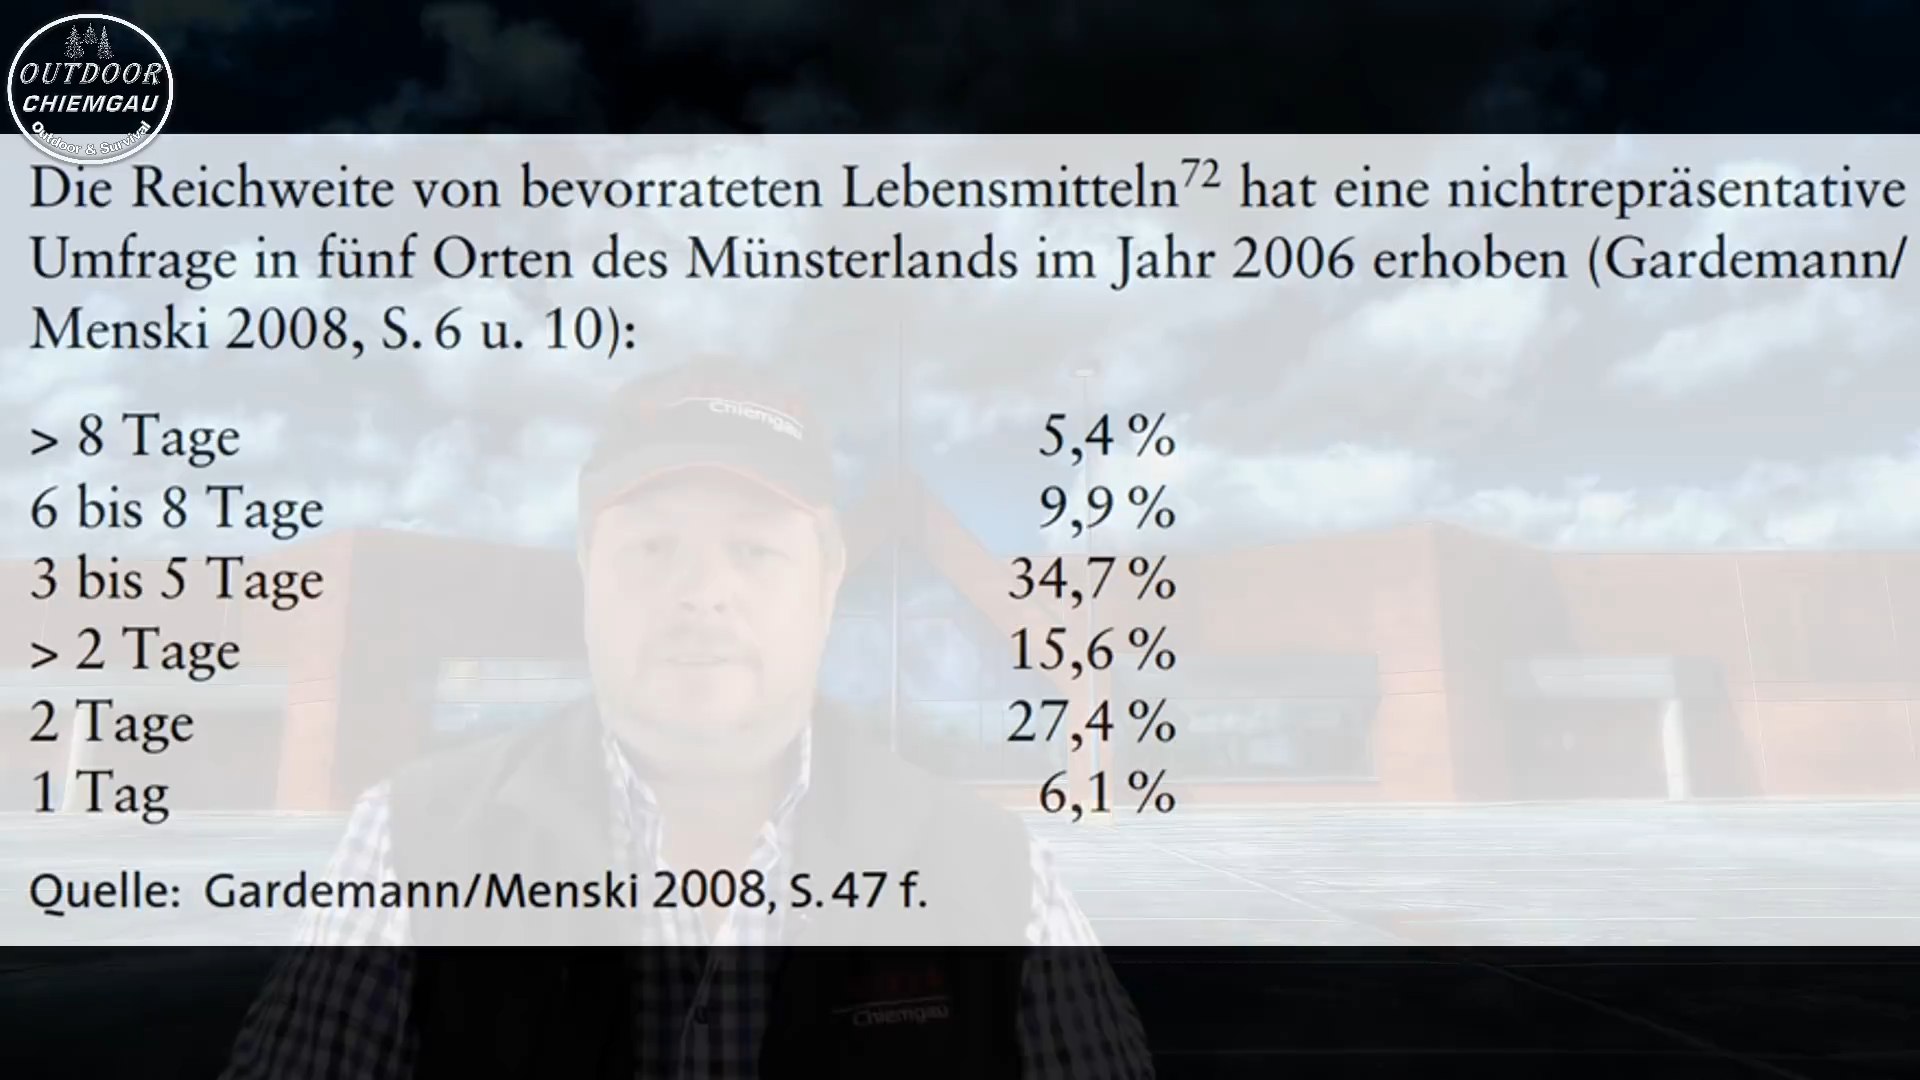 OUTDOOR
CHIEMGAU
Outdoor & Survival
Die Reichweite von bevorrateten Lebensmitteln72 hat eine nichtrepräsentative
Umfrage in fünf Orten des Münsterlands im Jahr 2006 erhoben (Gardemann/
Menski 2008, S. 6 u. 10):
Chiemgau
> 8 Tage 5,4 %
6 bis 8 Tage 9,9 %
3 bis 5 Tage 34,7 %
> 2 Tage 15,6 %
2 Tage 27,4 %
1 Tag 6,1 %
Quelle: Gardemann/Menski 2008, S. 47 f.
Chiemgau